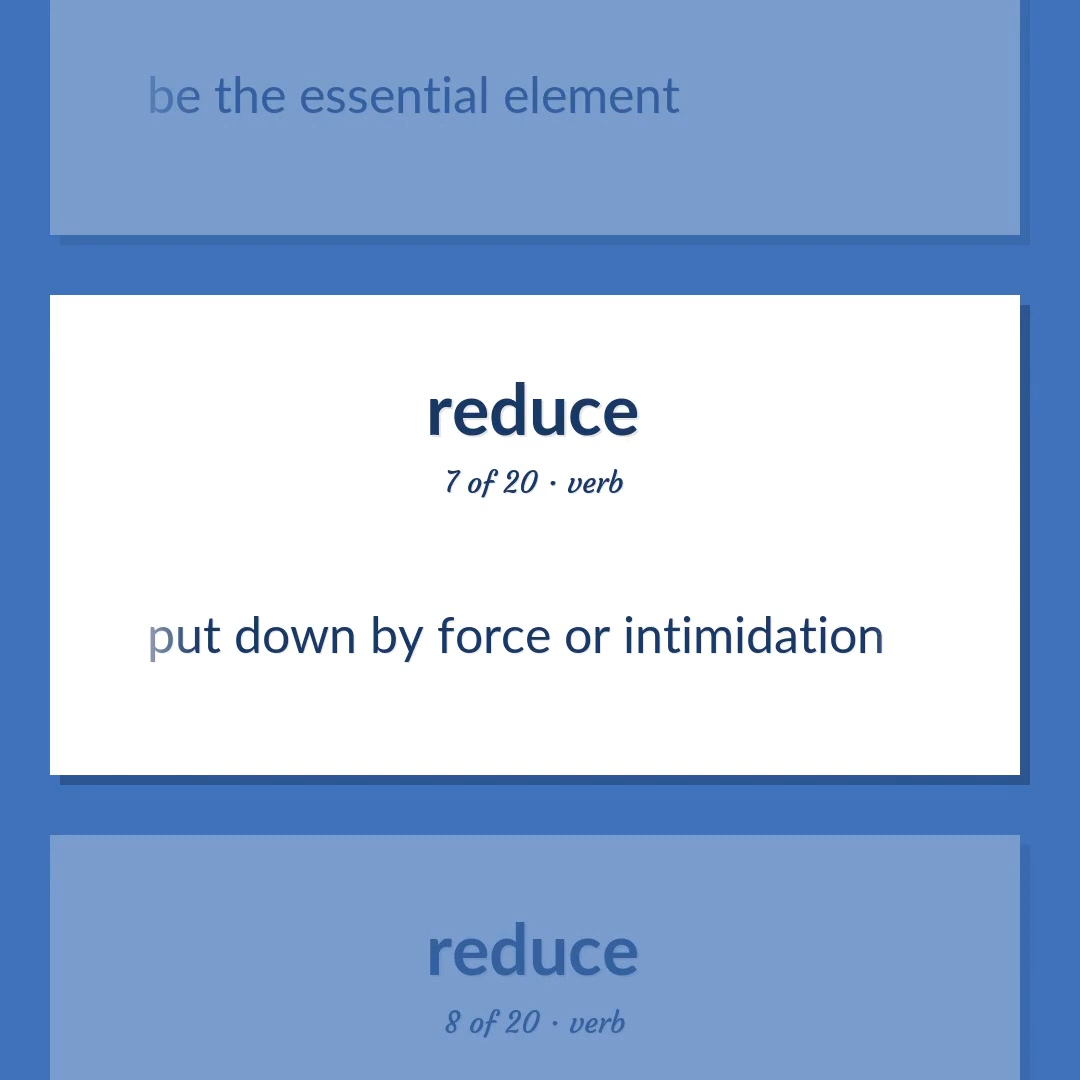 be the essential element
reduce
7 of 20 · verb
put down by force or intimidation
reduce
8 of 20 · verb